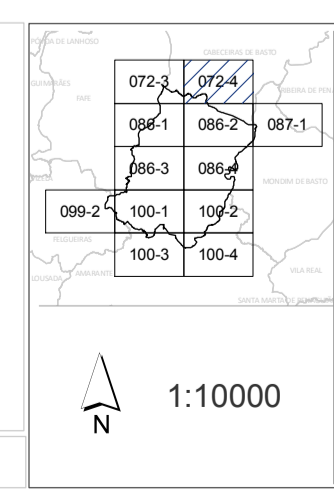 PÓVOA DE LANHOSO
CABECEIRAS DE BASTO
072-3 072-4
GUIMARÃES
RIBEIRA DE PENA
FAFE
086-1 086-2 087-1
086-3 086-4
MONDIM DE BASTO
099-2 100-1 100-2
FELGUEIRAS
100-3 100-4
VILA REAL
LOUSADA AMARANTE
SANTA MARTA DE PENAGUIÃO
N
1:10000